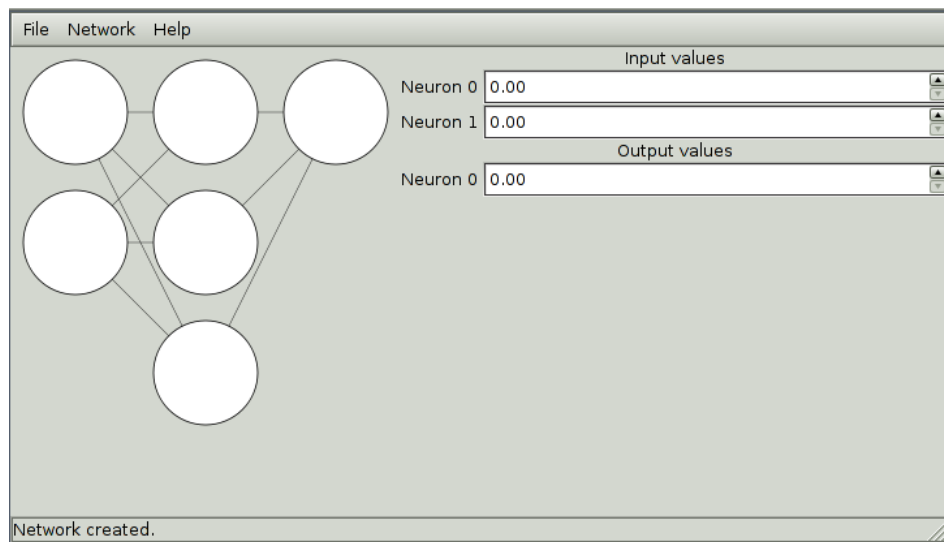 File Network Help
Input values
Neuron 0 0.00
Neuron 1 0.00
Output values
Neuron 0 0.00
Network created.